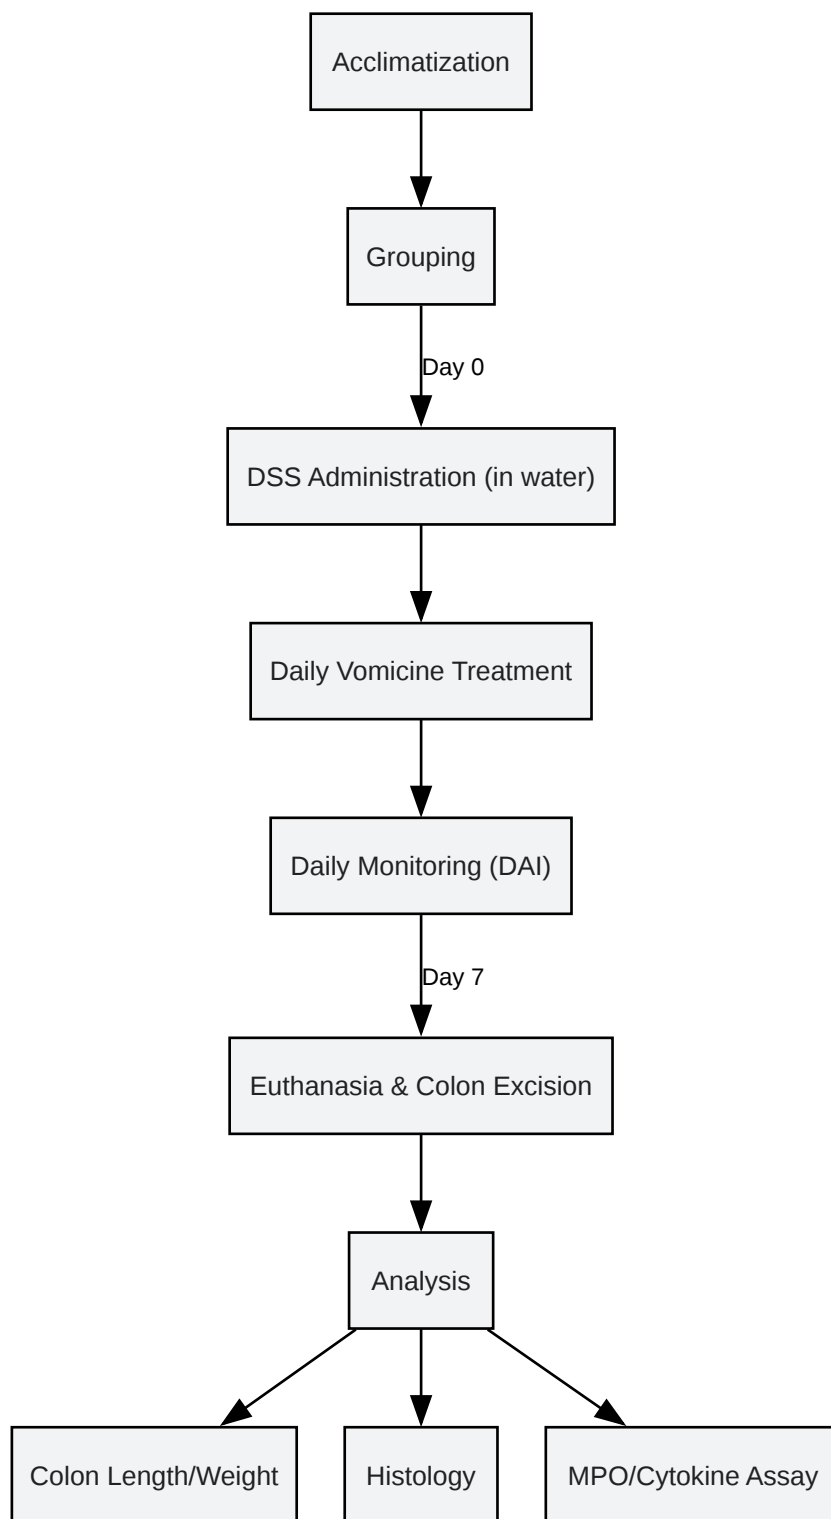 Acclimatization
Grouping
Day 0
DSS Administration (in water)
Daily Vomicine Treatment
Daily Monitoring (DAI)
Day 7
Euthanasia & Colon Excision
Analysis
Colon Length/Weight
Histology
MPO/Cytokine Assay